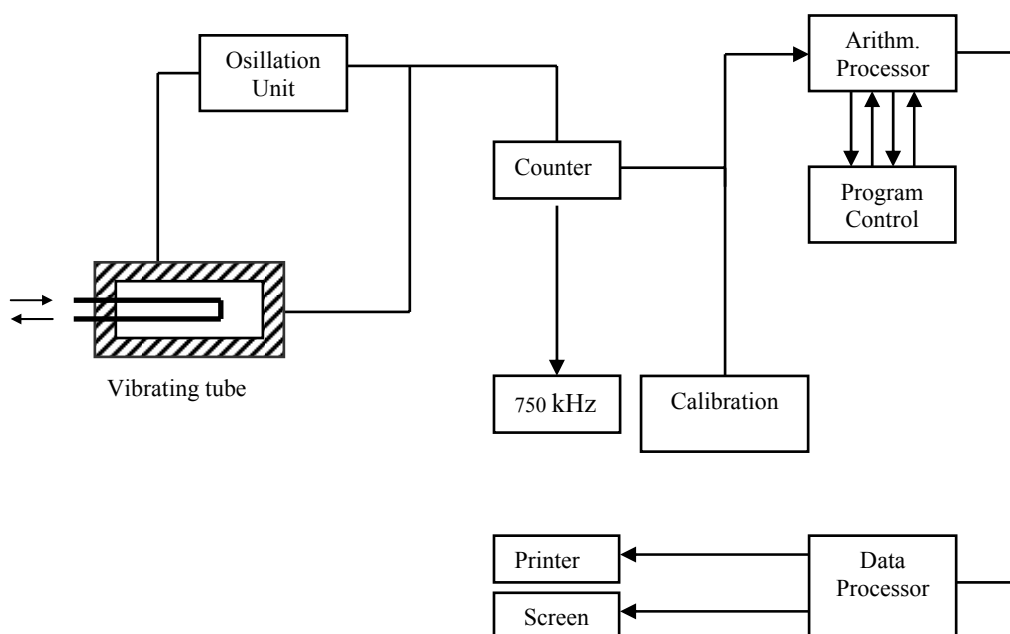 Osillation
Unit
Arithm.
Processor
Counter
Program
Control
Vibrating tube
750 kHz
Calibration
Printer
Data
Processor
Screen